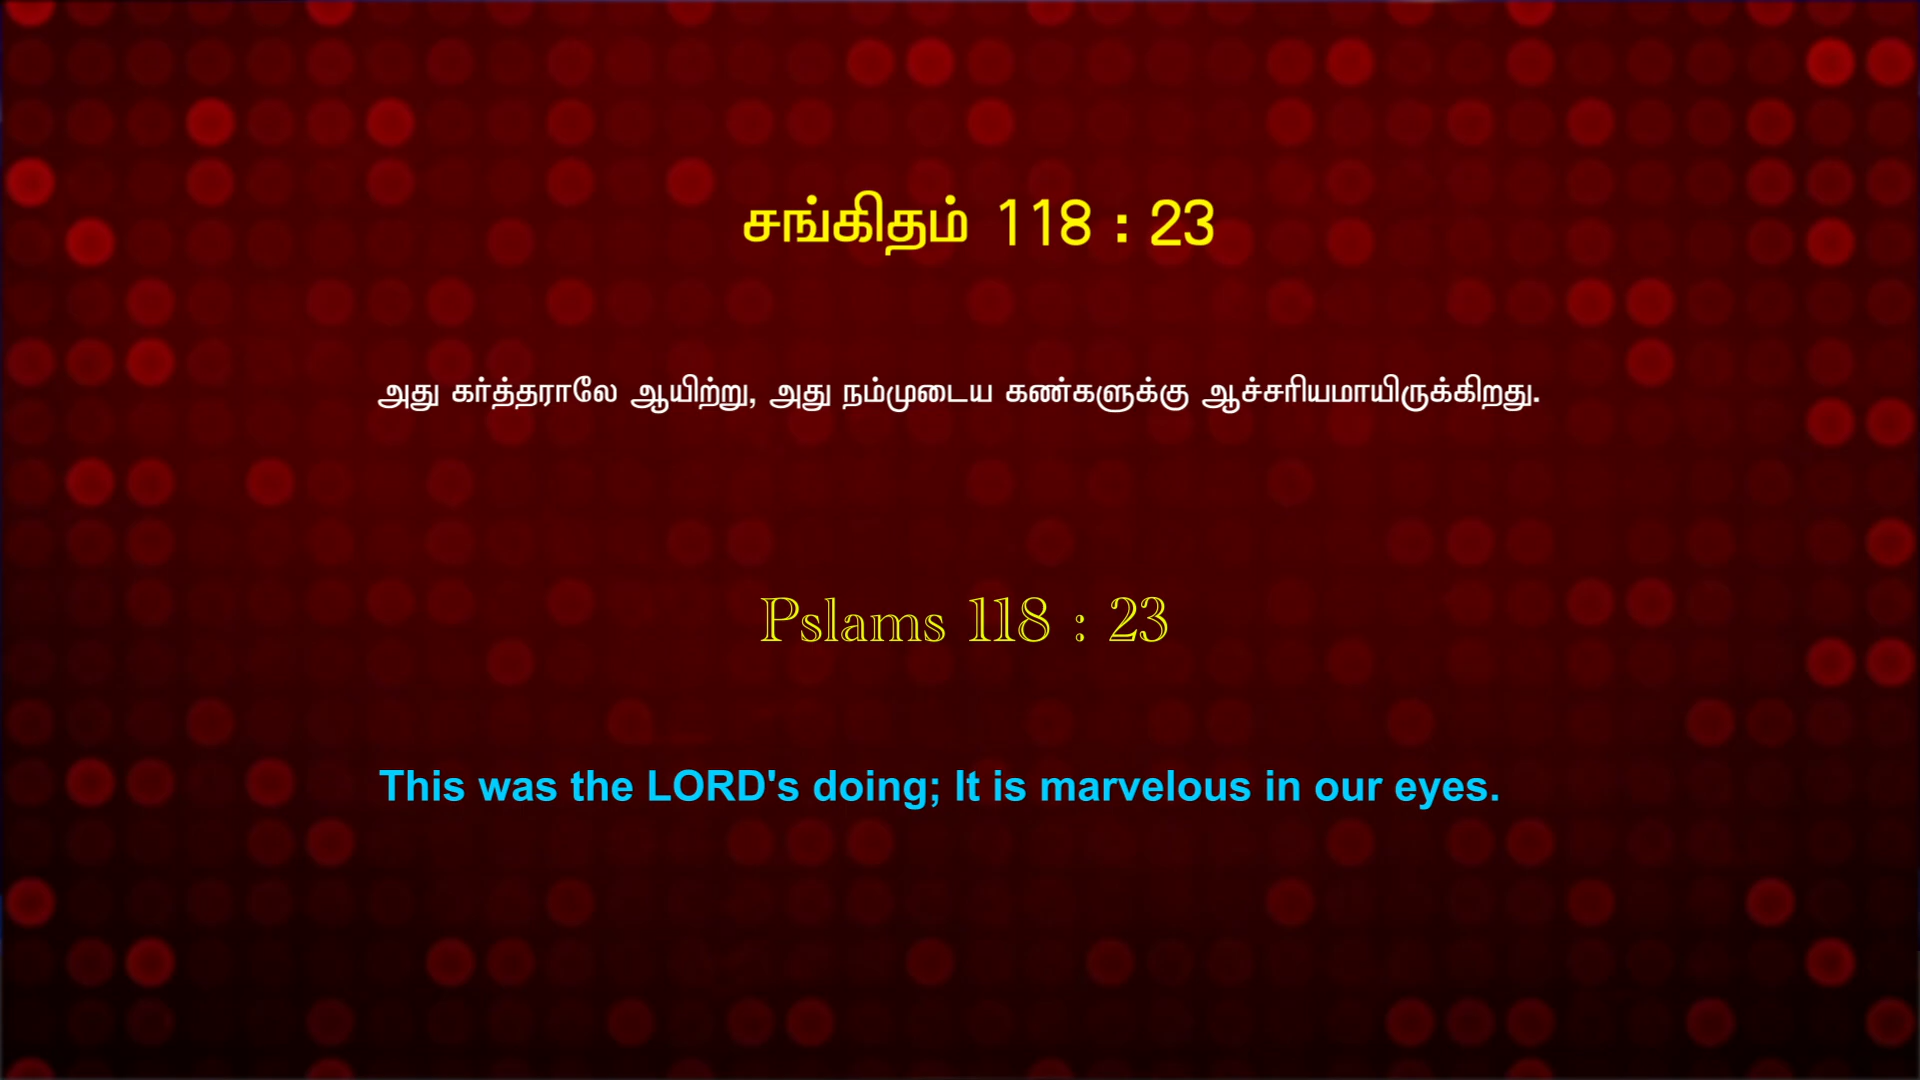 சங்கிதம் 118 : 23
அது கர்த்தராலே ஆயிற்று, அது நம்முடைய கண்களுக்கு ஆச்சரியமாயிருக்கிறது.
Pslams 118 : 23
This was the LORD's doing; It is marvelous in our eyes.